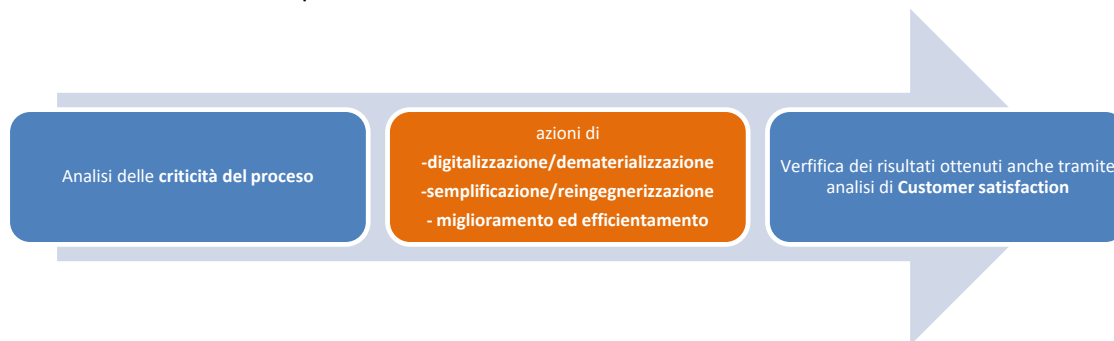 Analisi delle criticità del proceso
azioni di
-digitalizzazione/dematerializzazione
-semplificazione/reingegnerizzazione
- miglioramento ed efficientamento
Verfifica dei risultati ottenuti anche tramite
analisi di Customer satisfaction